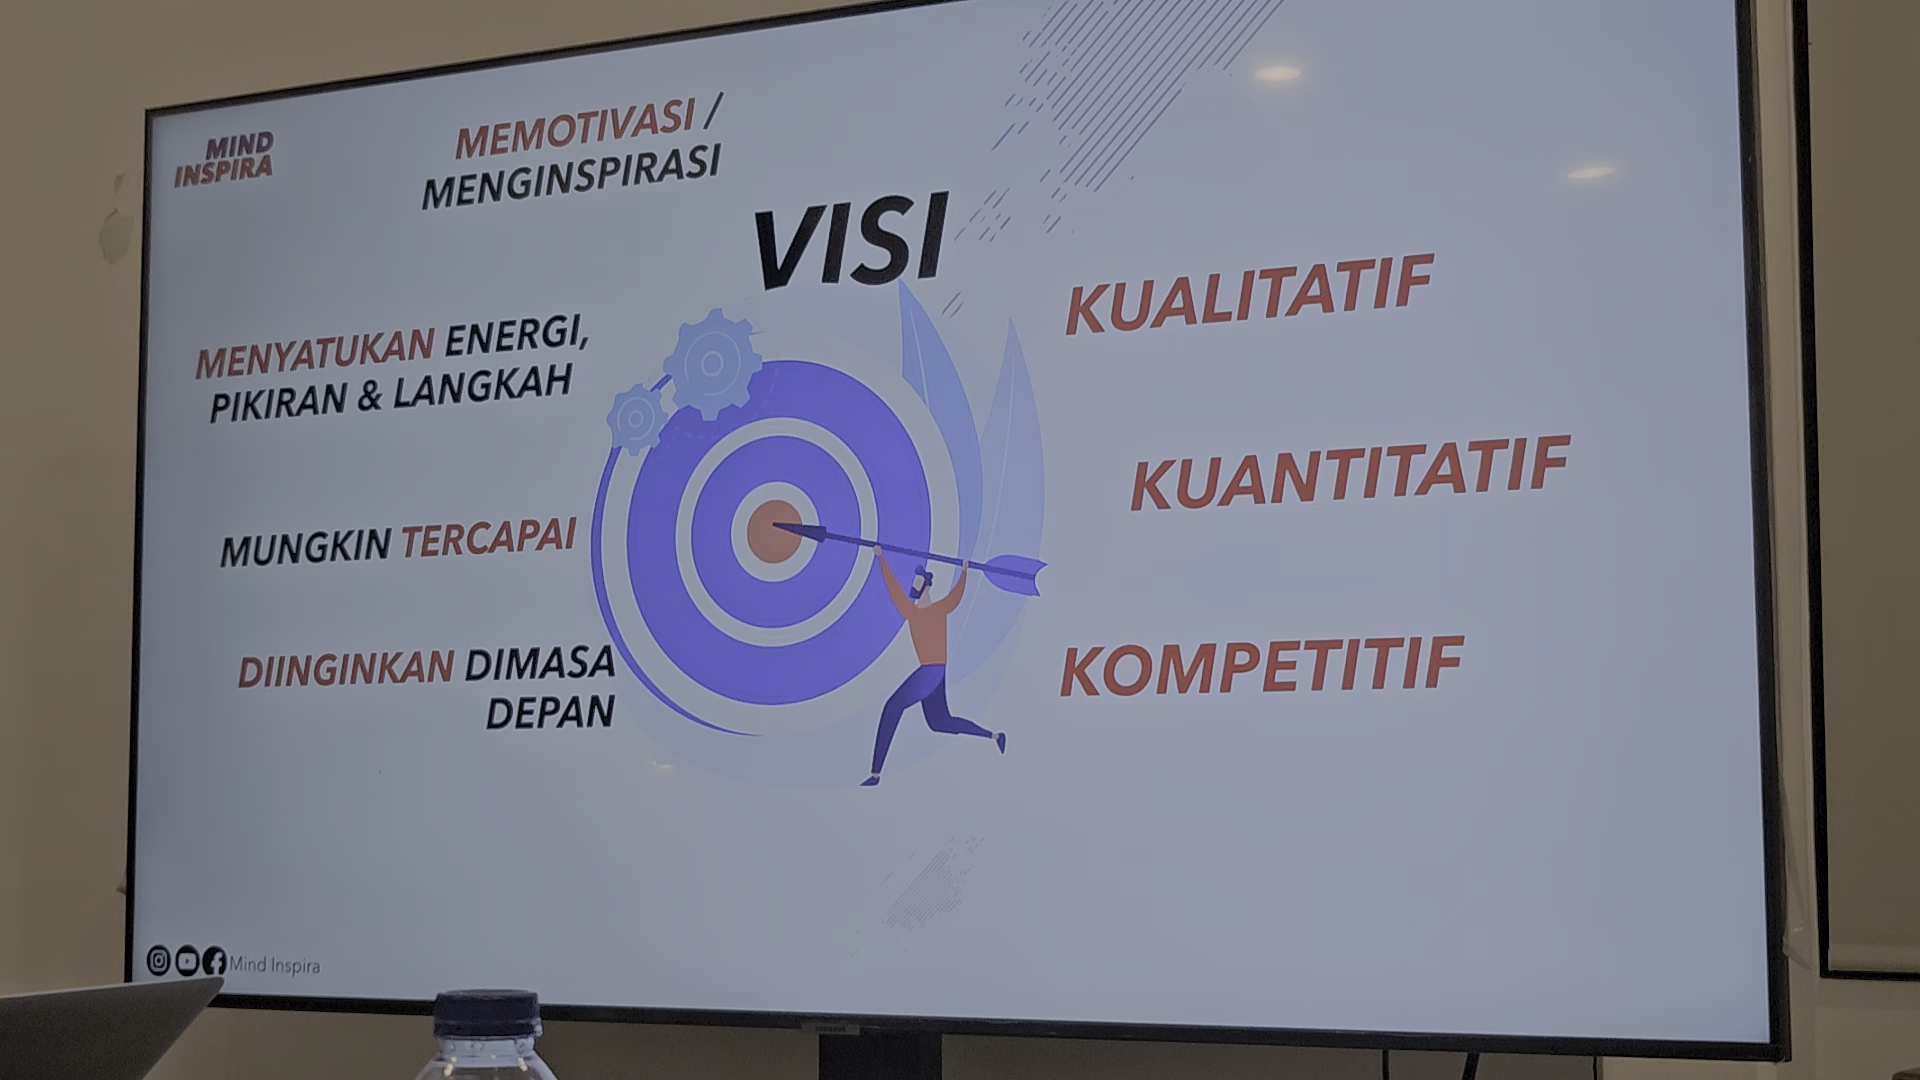 MIND
INSPIRA
MEMOTIVASI /
MENGINSPIRASI
VISI
MENYATUKAN ENERGI,
PIKIRAN & LANGKAH
MUNGKIN TERCAPAI
DIINGINKAN DIMASA
DEPAN
KUALITATIF
KUANTITATIF
KOMPETITIF
Mind Inspira